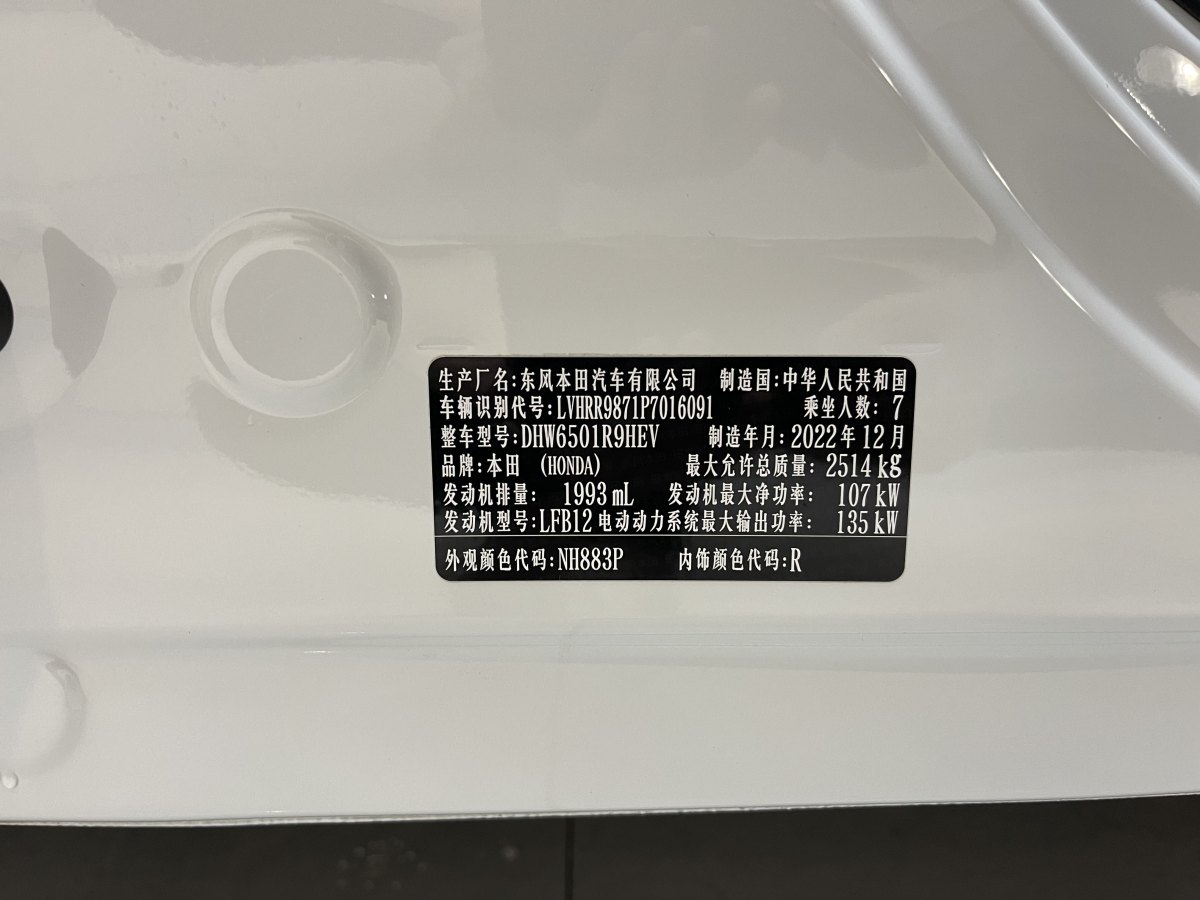 生产厂名:东风本田汽车有限公司 制造国:中华人民共和国
车辆识别代号:LVHRR9871P7016091 乘坐人数: 7
整车型号:DHW6501R9HEV 制造年月:2022年12月
品牌:本田 (HONDA) 最大允许总质量: 2514kg
发动机排量: 1993mL 发动机最大净功率: 107kW
发动机型号:LFB12 电动动力系统最大输出功率: 135kW
外观颜色代码:NH883P 内饰颜色代码:R